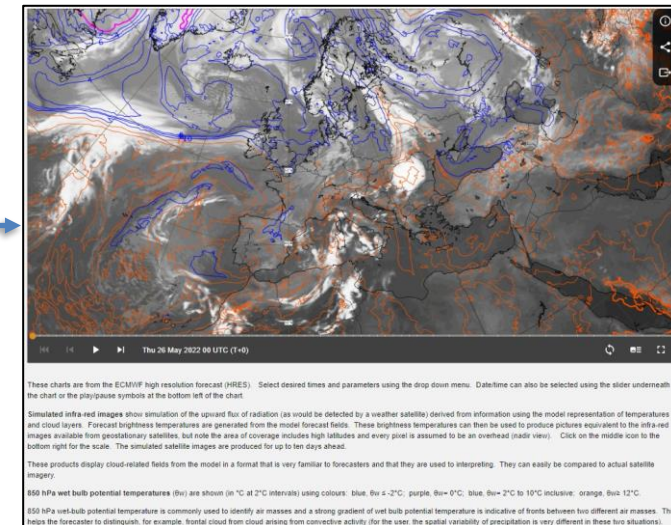 Thu 26 May 2022 00 UTC (T+0)
These charts are from the ECMWF high resolution forecast (HRES). Select desired times and parameters using the drop down menu. Date/time can also be selected using the slider underneath
the chart or the play/pause symbols at the bottom left of the chart
Simulated infra-red images show simulation of the upward flux of radiation (as would be detected by a weather satellite) derived from information using the model representation of temperatures
and cloud layers. Forecast brightness temperatures are generated from the model forecast fields. These brightness temperatures can then be used to produce pictures equivalent to the infra-red
images available from geostationary satellites, but note the area of coverage includes high latitudes and every pixel is assumed to be an overhead (nadir view). Click on the middle icon to the
bottom right for the scale. The simulated satellite images are produced for up to ten days ahead.
These products display cloud-related fields from the model in a format that is very familiar to forecasters and that they are used to interpreting. They can easily be compared to actual satellite
imagery.
850 hPa wet bulb potential temperatures (θw) are shown (in °C at 2°C intervals) using colours: blue, θw ≤ -2°C; purple, θw= 0°C; blue, θw= 2°C to 10°C inclusive; orange, θw≥ 12°C.
850 hPa wet-bulb potential temperature is commonly used to identify air masses and a strong gradient of wet bulb potential temperature is indicative of fronts between two different air masses. Th
helps the forecaster to distinguish, for example, frontal cloud from cloud arising from convective activity (for the user, the spatial variability of precipitation is very different in these two situations).